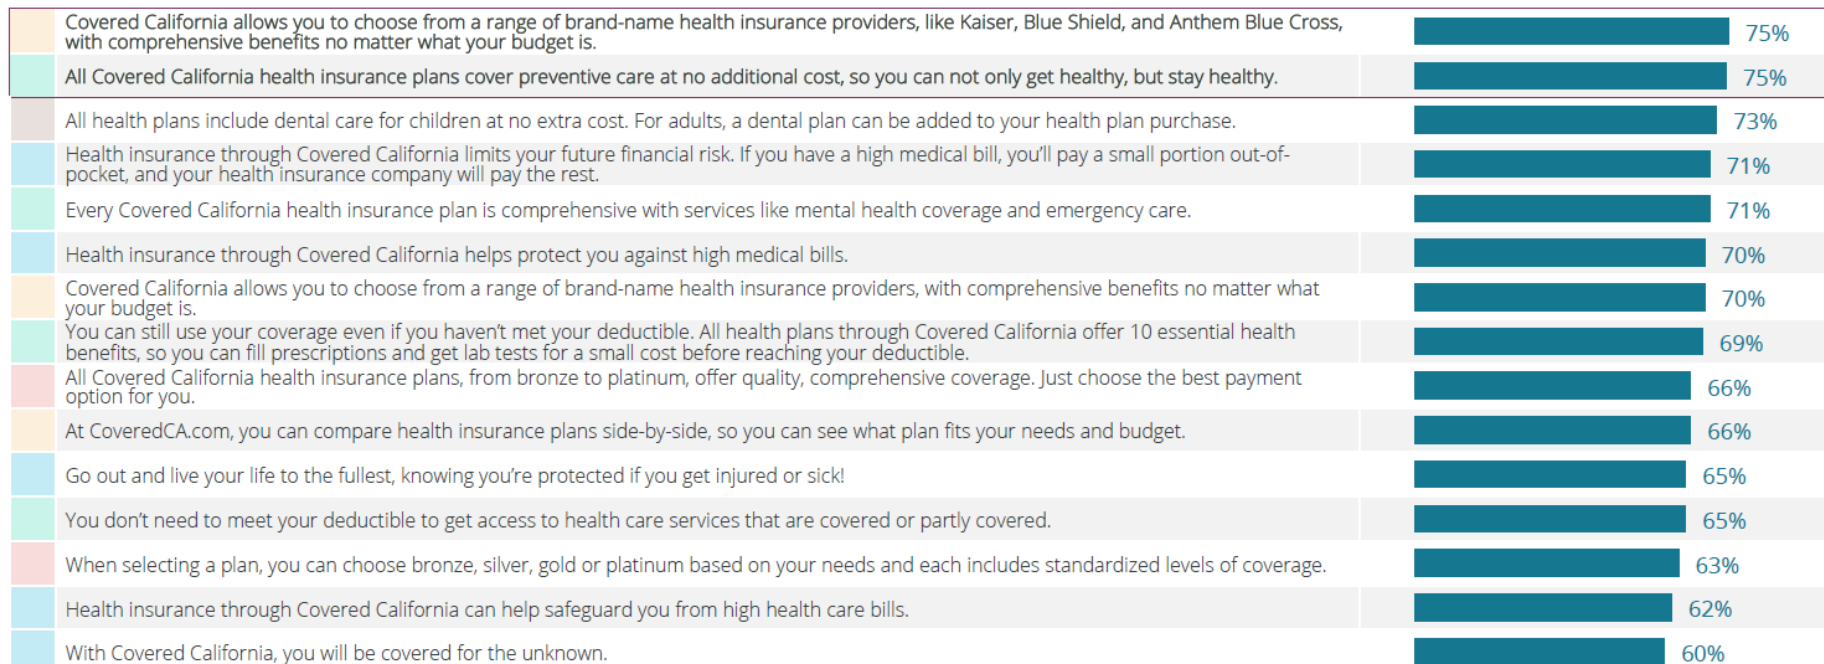 Covered California allows you to choose from a range of brand-name health insurance providers, like Kaiser, Blue Shield, and Anthem Blue Cross,
with comprehensive benefits no matter what your budget is.
75%
All Covered California health insurance plans cover preventive care at no additional cost, so you can not only get healthy, but stay healthy.
75%
All health plans include dental care for children at no extra cost. For adults, a dental plan can be added to your health plan purchase.
73%
Health insurance through Covered California limits your future financial risk. If you have a high medical bill, you’ll pay a small portion out-of-
pocket, and your health insurance company will pay the rest.
71%
Every Covered California health insurance plan is comprehensive with services like mental health coverage and emergency care.
71%
Health insurance through Covered California helps protect you against high medical bills.
70%
Covered California allows you to choose from a range of brand-name health insurance providers, with comprehensive benefits no matter what
your budget is.
70%
You can still use your coverage even if you haven’t met your deductible. All health plans through Covered California offer 10 essential health
benefits, so you can fill prescriptions and get lab tests for a small cost before reaching your deductible.
69%
All Covered California health insurance plans, from bronze to platinum, offer quality, comprehensive coverage. Just choose the best payment
option for you.
66%
At CoveredCA.com, you can compare health insurance plans side-by-side, so you can see what plan fits your needs and budget.
66%
Go out and live your life to the fullest, knowing you’re protected if you get injured or sick!
65%
You don’t need to meet your deductible to get access to health care services that are covered or partly covered.
65%
When selecting a plan, you can choose bronze, silver, gold or platinum based on your needs and each includes standardized levels of coverage.
63%
Health insurance through Covered California can help safeguard you from high health care bills.
62%
With Covered California, you will be covered for the unknown.
60%